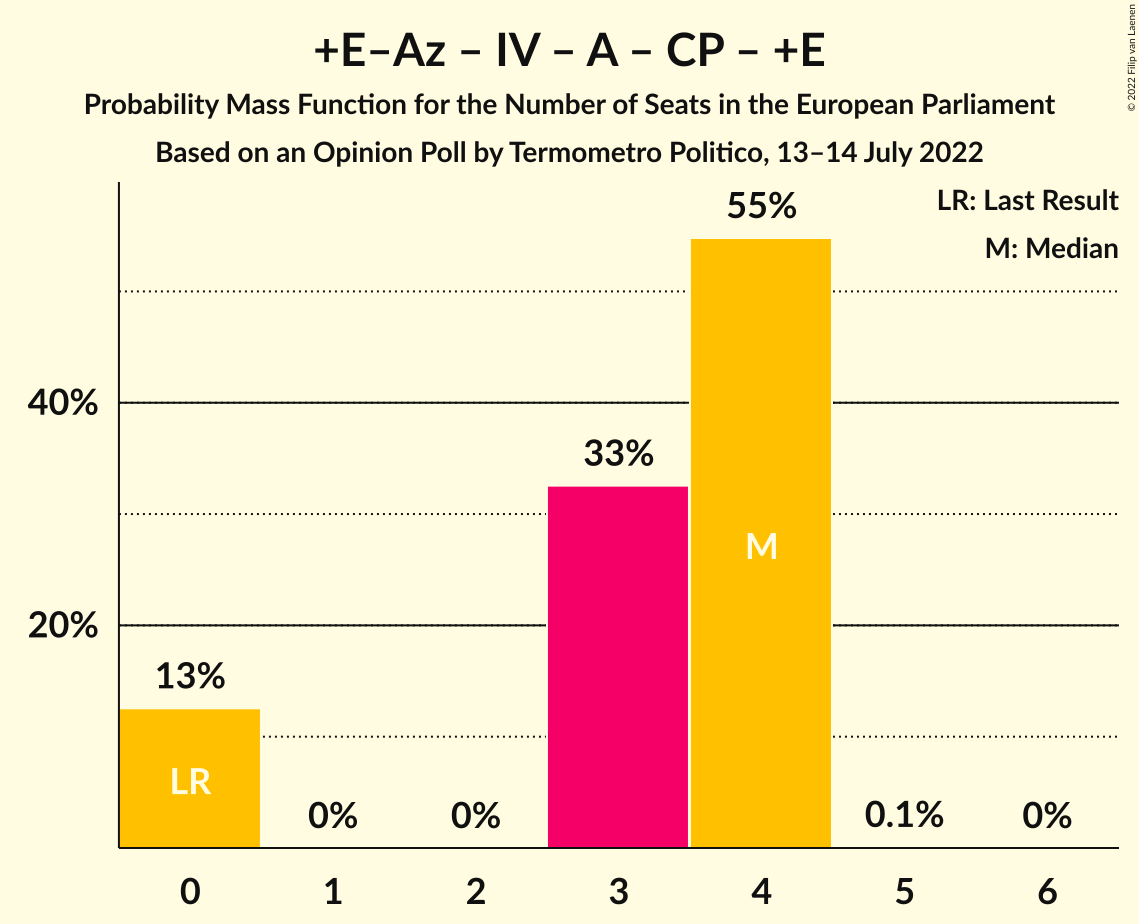 +E–Az – IV – A – CP – +E
Probability Mass Function for the Number of Seats in the European Parliament
Based on an Opinion Poll by Termometro Politico, 13–14 July 2022
© 2022 Filip van Laenen
LR: Last Result
M: Median
55%
40%
33%
M
20%
13%
LR
0%
0%
0.1%
0%
0 1 2 3 4 5 6